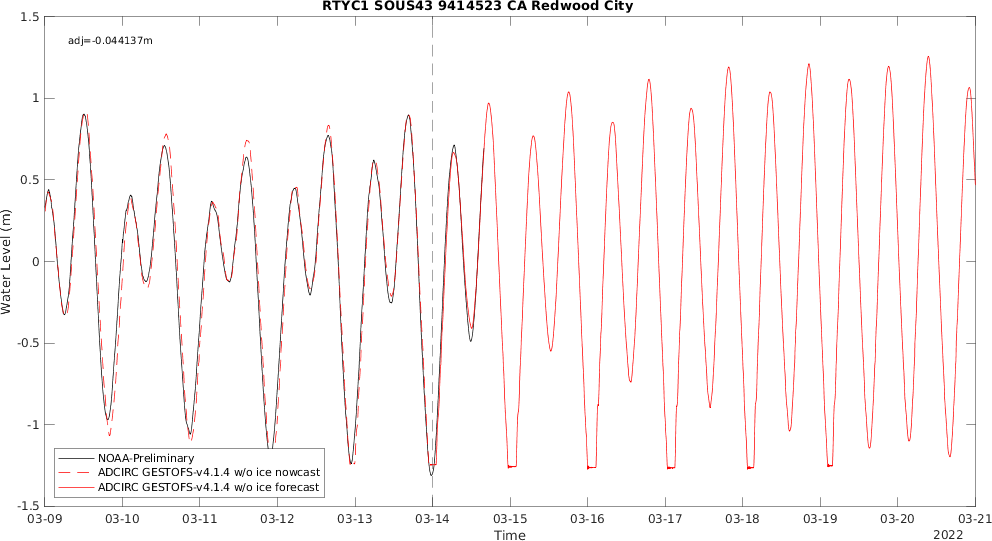 RTYC1 SOUS43 9414523 CA Redwood City
adj=-0.044137m
1.5
1
0.5
0
-0.5
-1
-1.5
Water Level (m)
NOAA-Preliminary
ADCIRC GESTOFS-v4.1.4 w/o ice nowcast
ADCIRC GESTOFS-v4.1.4 w/o ice forecast
03-09 03-10 03-11 03-12 03-13 03-14 03-15 03-16 03-17 03-18 03-19 03-20 03-21
Time
2022